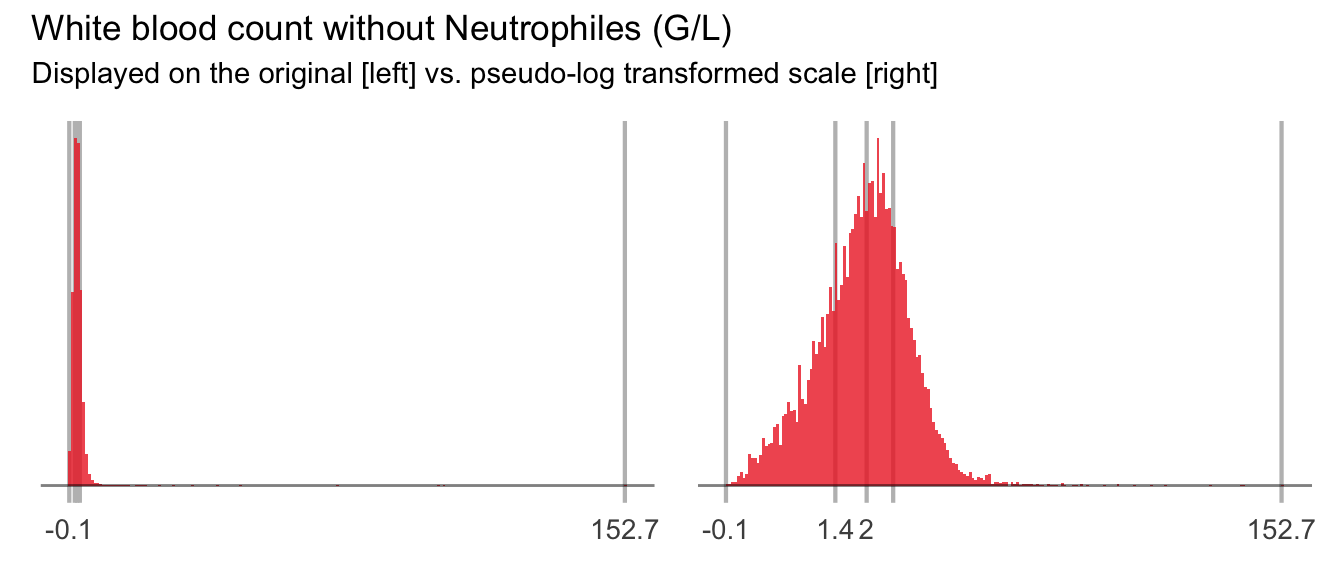 White blood count without Neutrophiles (G/L)
Displayed on the original [left] vs. pseudo-log transformed scale [right]
-0.1 152.7 -0.1 1.4 2 152.7